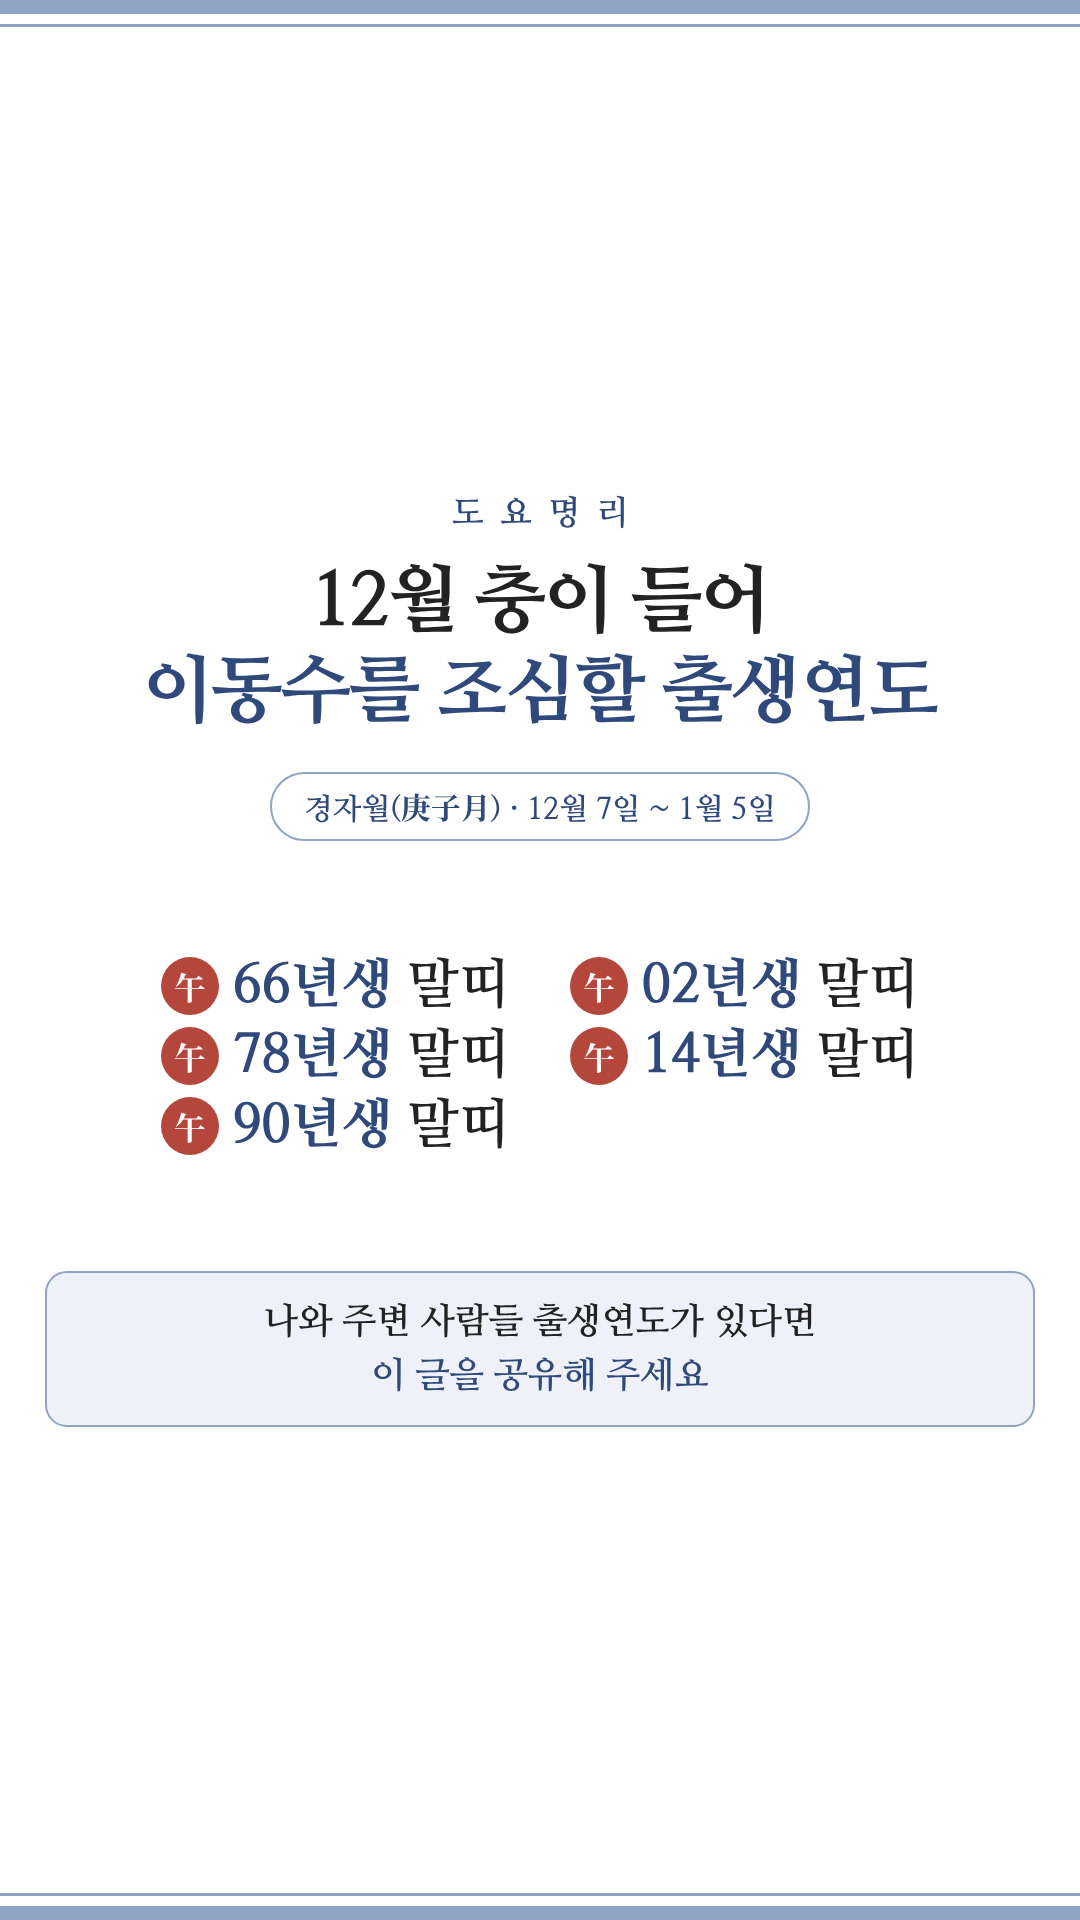 도요명리
12월 충이 들어
이동수를 조심할 출생연도
경자월(庚子月) · 12월 7일 ~ 1월 5일
午 66년생 말띠
午 78년생 말띠
午 90년생 말띠
午 02년생 말띠
午 14년생 말띠
나와 주변 사람들 출생연도가 있다면
이 글을 공유해 주세요